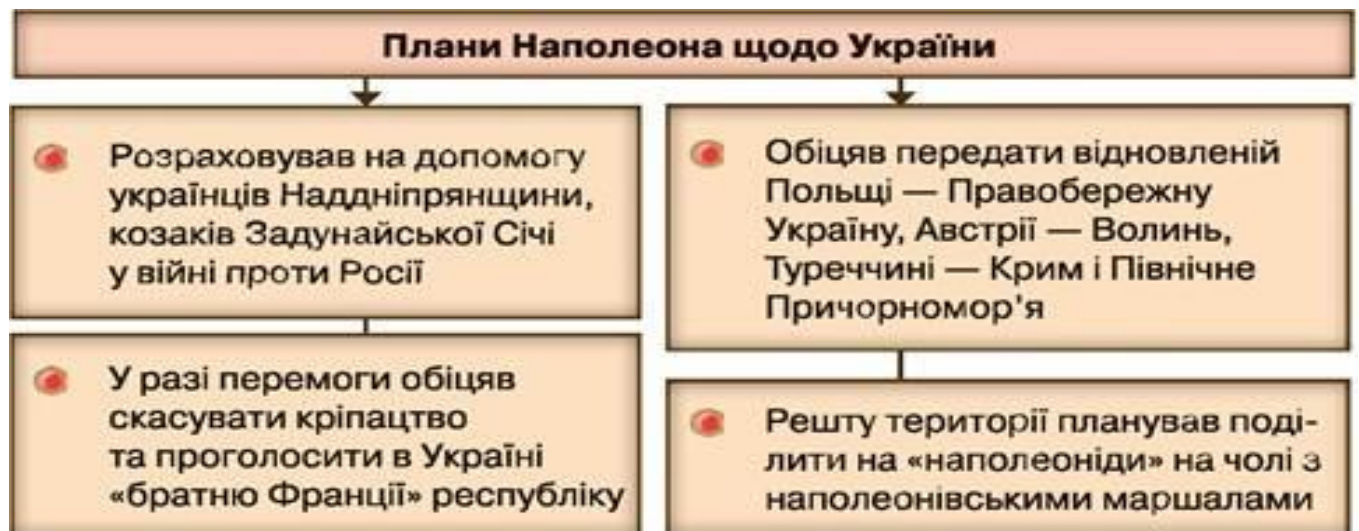 Плани Наполеона щодо України
Розраховував на допомогу
українців Наддніпрянщини,
козаків Задунайської Січі
у війні проти Росії
У разі перемоги обіцяв
скасувати кріпацтво
та проголосити в Україні
«братню Франції» республіку
Обіцяв передати відновленій
Польщі — Правобережну
Україну, Австрії — Волинь,
Туреччині — Крим і Північне
Причорномор’я
Решту території планував поді-
лити на «наполеоніди» на чолі з
наполеонівськими маршалами